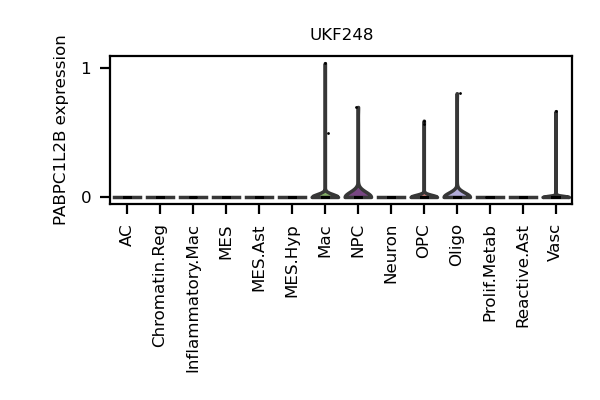 UKF248
PABPC1L2B expression
1
0
AC
Chromatin.Reg
Inflammatory.Mac
MES
MES.Ast
MES.Hyp
Mac
NPC
Neuron
OPC
Oligo
Prolif.Metab
Reactive.Ast
Vasc